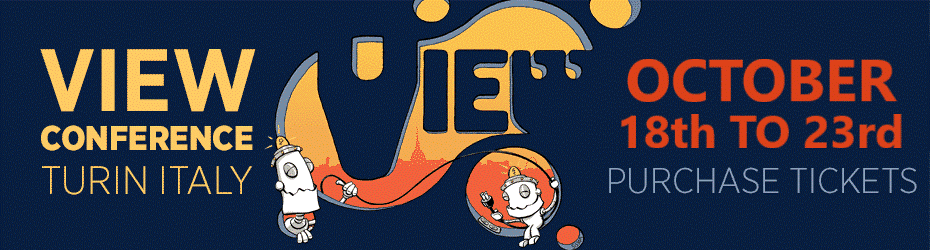 VIEW
CONFERENCE
TURIN ITALY
VIEW
OCTOBER
18th TO 23rd
PURCHASE TICKETS